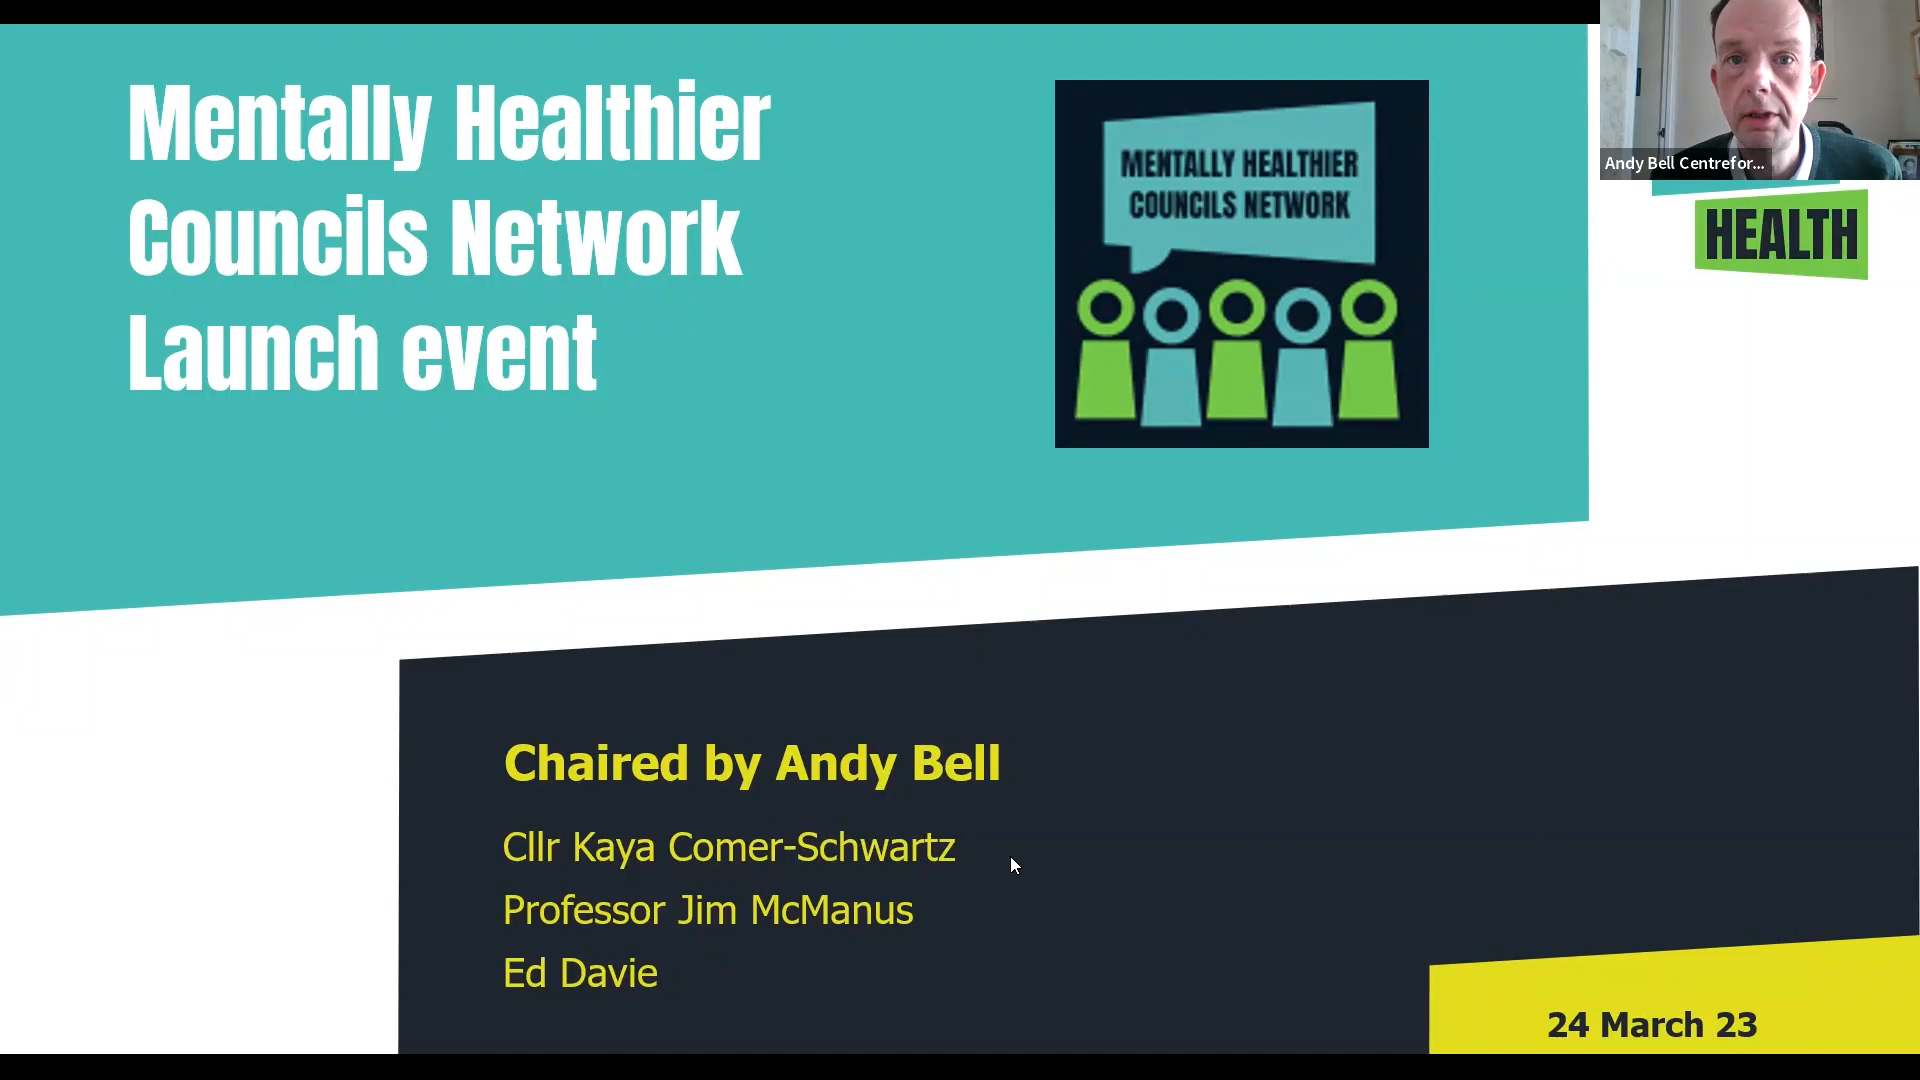 Mentally Healthier
Councils Network
Launch event
MENTALLY HEALTHIER
COUNCILS NETWORK
Andy Bell Centrefor...
HEALTH
Chaired by Andy Bell
Cllr Kaya Comer-Schwartz
Professor Jim McManus
Ed Davie
24 March 23